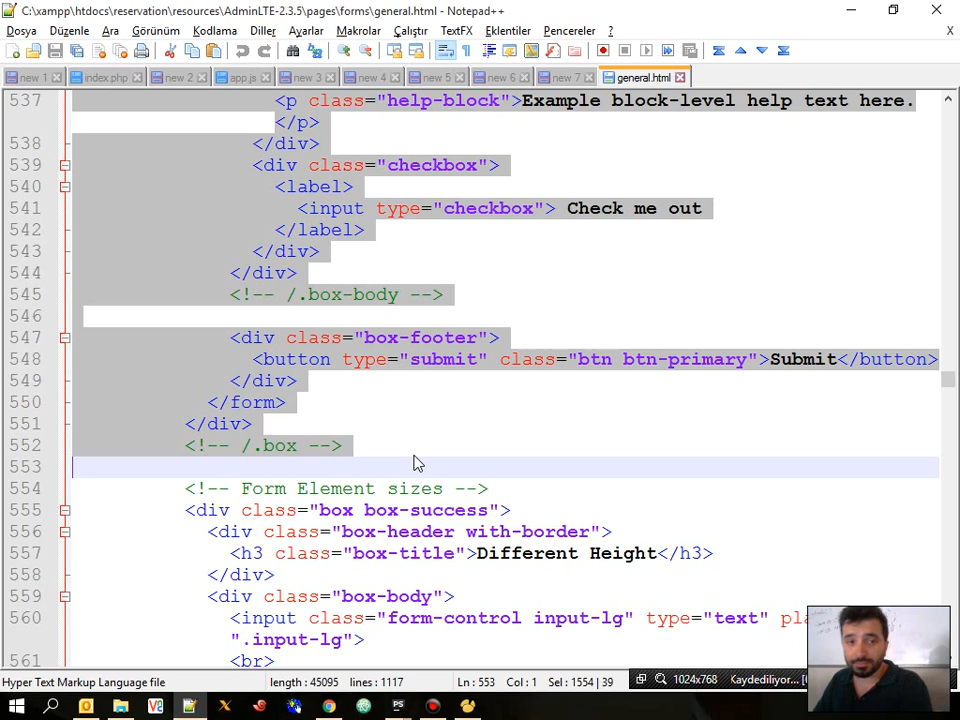 C:\xampp\htdocs\reservation\resources\AdminLTE-2.3.5\pages\forms\general.html - Notepad++
Dosya Düzenle Ara Görünüm Kodlama Diller Ayarlar Makrolar Çalıştır TextFX Eklentiler Pencereler ? X
new 1 index.php new 2 app.js new 3 new 4 new 5 new 6 new 7 general.html
537 <p class="help-block">Example block-level help text here.
</p>
538 </div>
539 <div class="checkbox">
540 <label>
541 <input type="checkbox"> Check me out
542 </label>
543 </div>
544 </div>
545 <!-- /.box-body -->
546
547 <div class="box-footer">
548 <button type="submit" class="btn btn-primary">Submit</button>
549 </div>
550 </form>
551 </div>
552 <!-- /.box -->
553
554 <!-- Form Element sizes -->
555 <div class="box box-success">
556 <div class="box-header with-border">
557 <h3 class="box-title">Different Height</h3>
558 </div>
559 <div class="box-body">
560 <input class="form-control input-lg" type="text" pla
".input-lg">
561 <br>
Hyper Text Markup Language file length : 45095 lines : 1117 Ln : 553 Col : 1 Sel : 1554 | 39 1024x768 Kaydediliyor... [